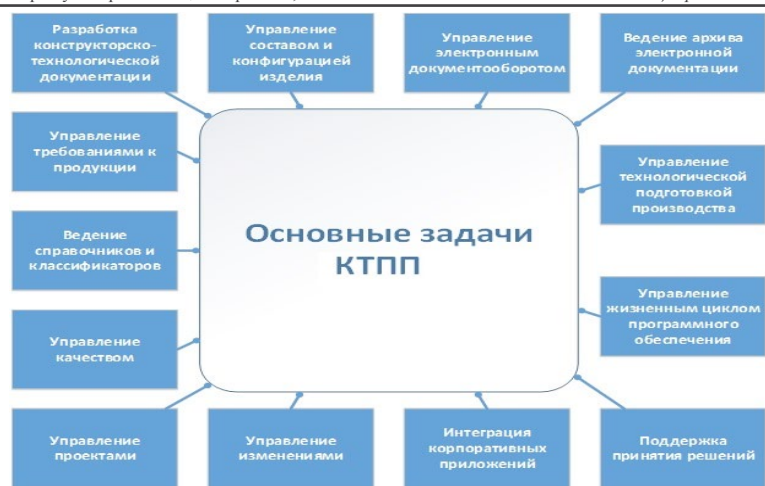 Разработка
конструкторско-
технологической
документации
Управление
составом и
конфигурацией
изделия
Управление
электронным
документооборотом
Ведение архива
электронной
документации
Управление
требованиями к
продукции
Управление
технологической
подготовкой
производства
Ведение
справочников и
классификаторов
Основные задачи
КТПП
Управление
жизненным циклом
программного
обеспечения
Управление
качеством
Управление
проектами
Управление
изменениями
Интеграция
корпоративных
приложений
Поддержка
принятия решений